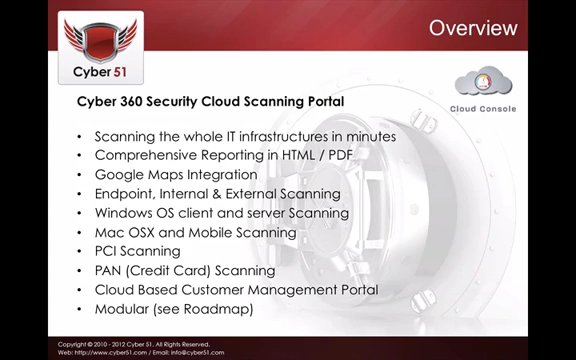 Overview
Cyber 51
Cloud Console
Cyber 360 Security Cloud Scanning Portal
• Scanning the whole IT infrastructures in minutes
• Comprehensive Reporting in HTML / PDF
• Google Maps Integration
• Endpoint, Internal & External Scanning
• Windows OS client and server Scanning
• Mac OSX and Mobile Scanning
• PCI Scanning
• PAN (Credit Card) Scanning
• Cloud Based Customer Management Portal
• Modular (see Roadmap)
Copyright © 2010 - 2012 Cyber 51. All Rights Reserved.
Web: http://www.cyber51.com / Email: info@cyber51.com